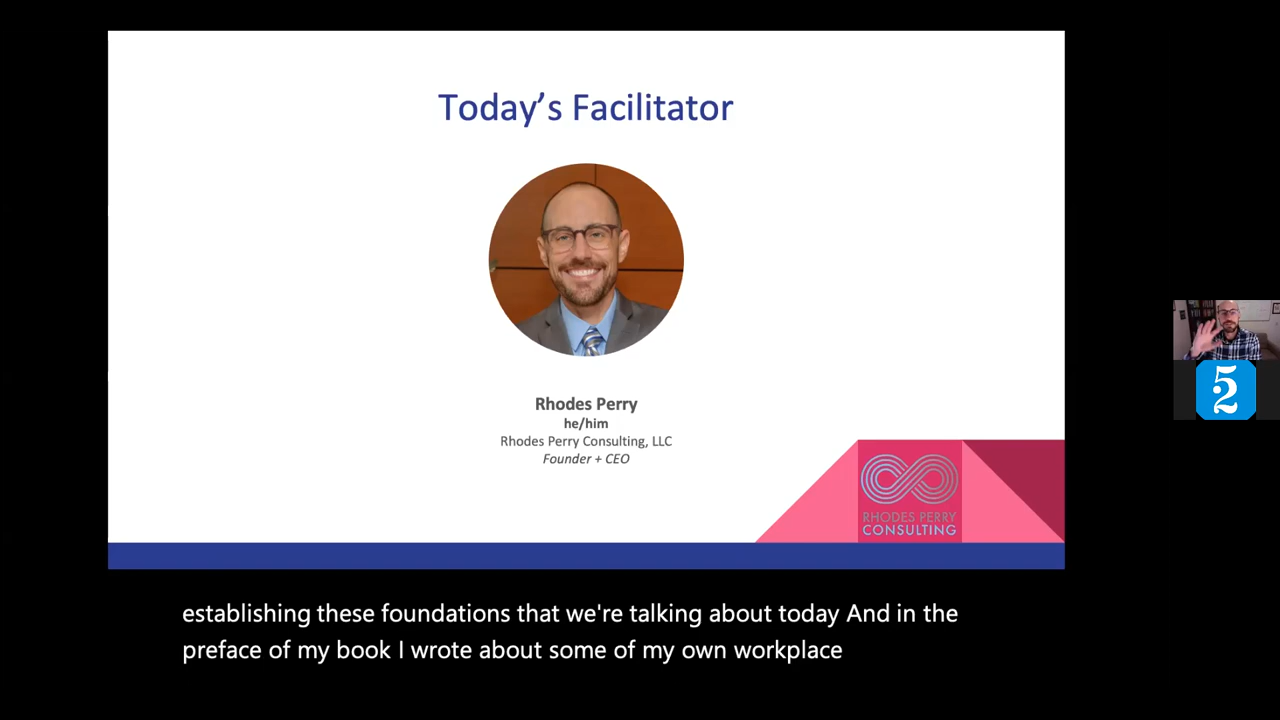 Today's Facilitator
Rhodes Perry
he/him
Rhodes Perry Consulting, LLC
Founder + CEO
RHODES PERRY
CONSULTING
52
establishing these foundations that we're talking about today And in the
preface of my book I wrote about some of my own workplace